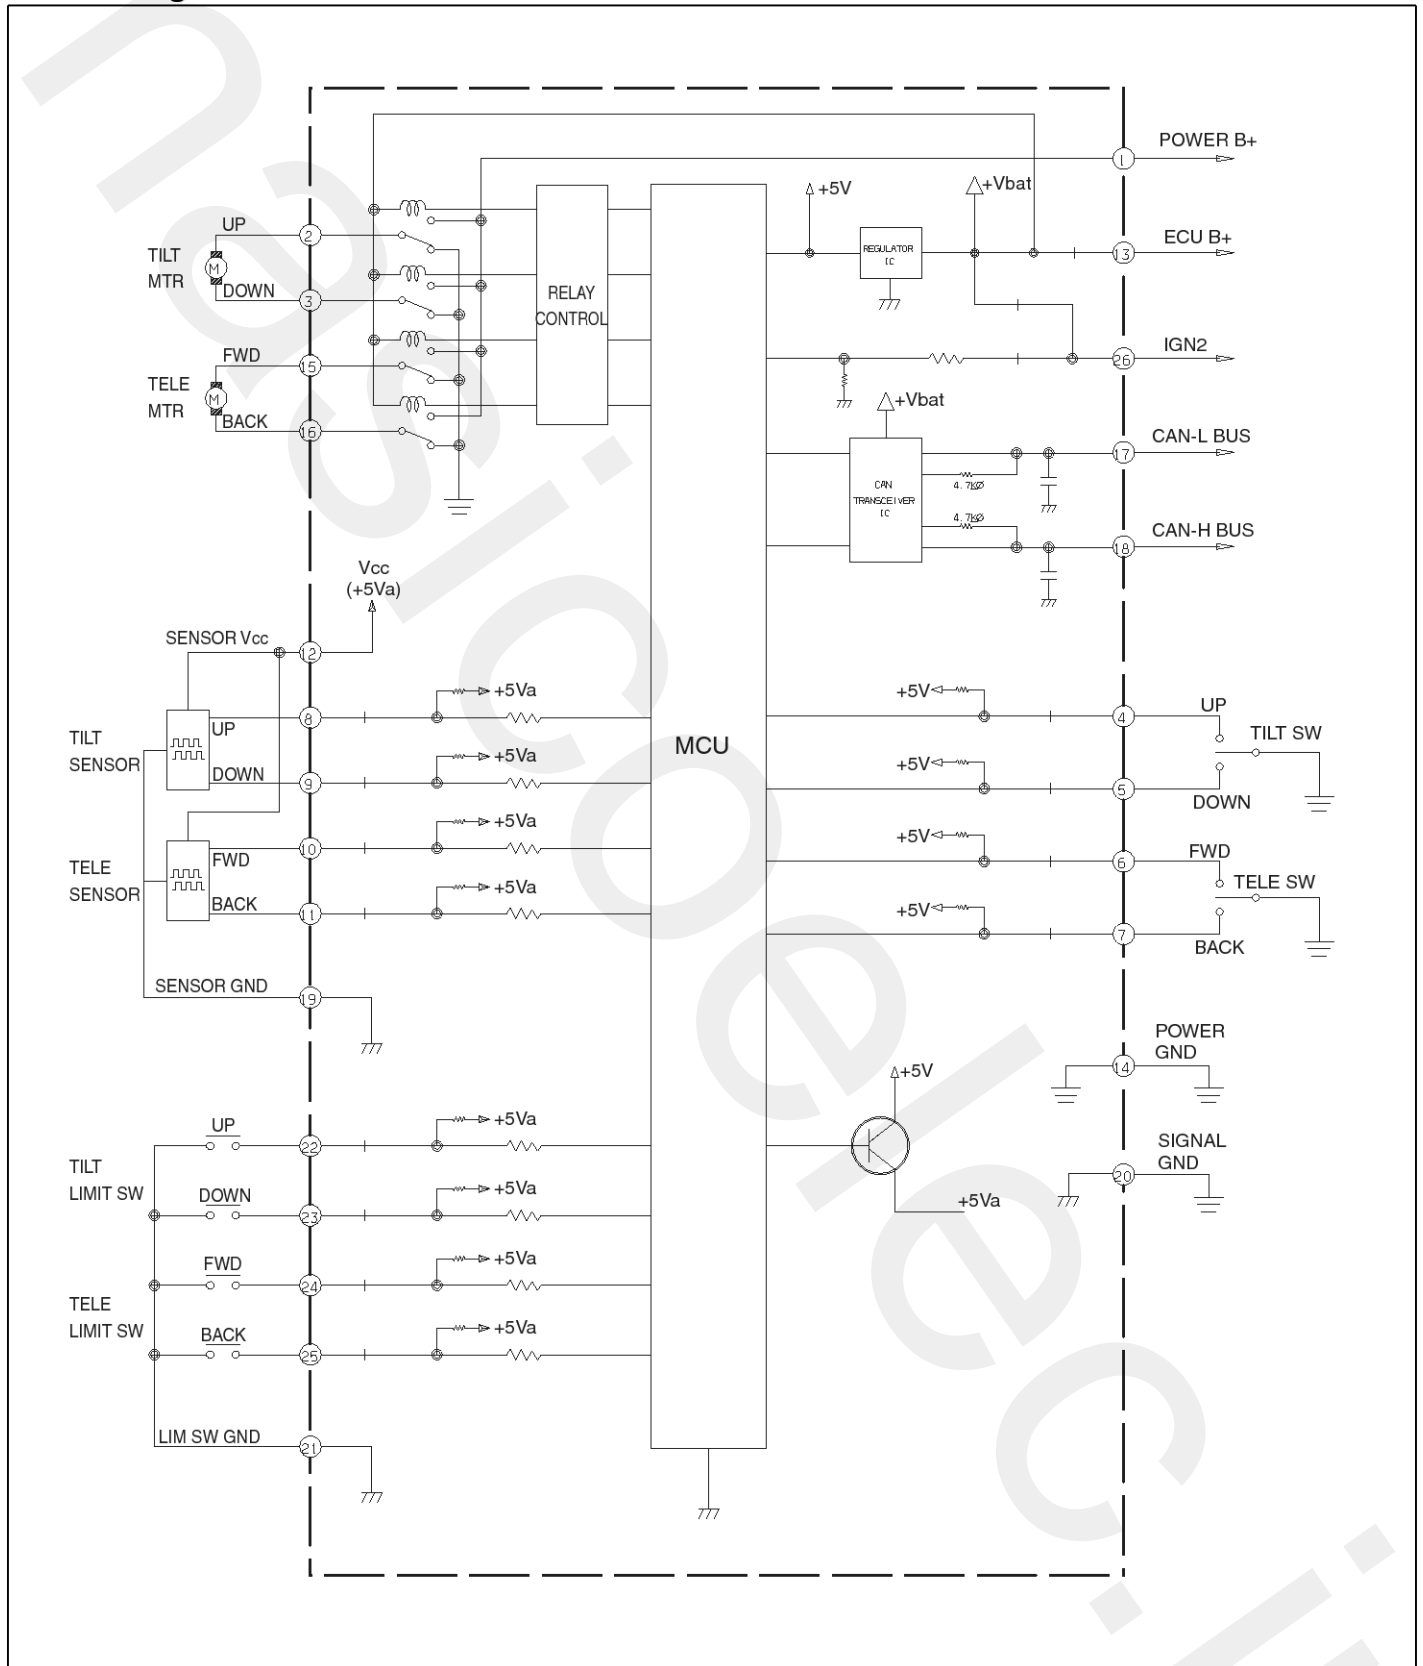 POWER B+
1
+5V
+Vbat
UP
2
ECU B+
TILT
MTR
M
REGULATOR
IC
13
DOWN
3
RELAY
CONTROL
FWD
15
IGN2
26
TELE
MTR
M
+Vbat
BACK
16
CAN-L BUS
17
4.7KØ
CAN
TRANSCEIVER
IC
4.7KØ
CAN-H BUS
18
Vcc
(+5Va)
SENSOR Vcc
12
+5Va
+5V
8
4
UP
UP
TILT SW
TILT
SENSOR
MCU
+5Va
+5V
DOWN
9
5
DOWN
+5Va
+5V
10
FWD
FWD
6
TELE
SENSOR
TELE SW
+5Va
BACK
11
+5V
7
BACK
SENSOR GND
19
POWER
GND
14
+5V
+5Va
UP
22
SIGNAL
GND
20
TILT
LIMIT SW
DOWN
+5Va
23
+5Va
FWD
+5Va
24
TELE
LIMIT SW
BACK
+5Va
25
LIM SW GND
21
nasicoelec.i